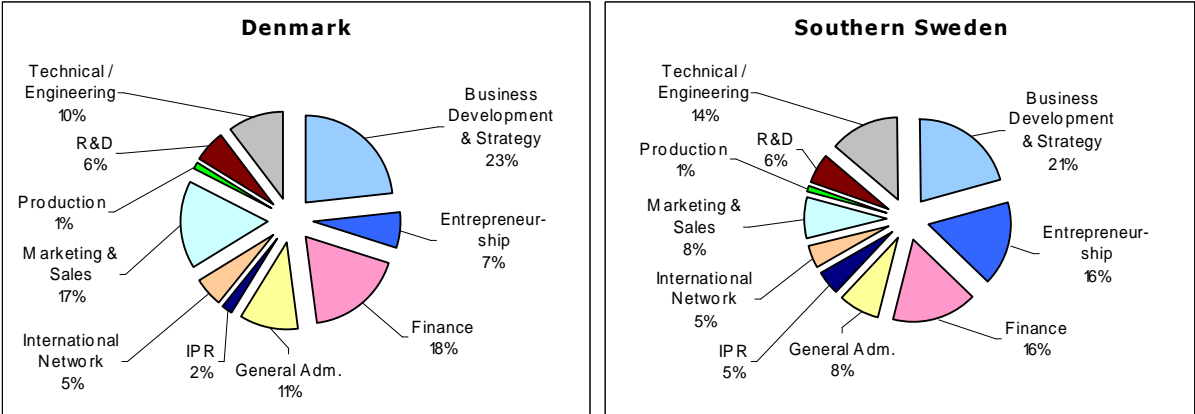 Denmark
Technical /
Engineering
10%
Business
Development
& Strategy
23%
R&D
6%
Production
1%
Entrepreneur-
ship
7%
Marketing &
Sales
17%
Finance
18%
International
Network
5%
IPR
2%
General Adm.
11%
Southern Sweden
Technical /
Engineering
14%
Business
Development
& Strategy
21%
R&D
6%
Production
1%
Marketing &
Sales
8%
Entrepreneur-
ship
16%
International
Network
5%
Finance
16%
IPR
5%
General Adm.
8%